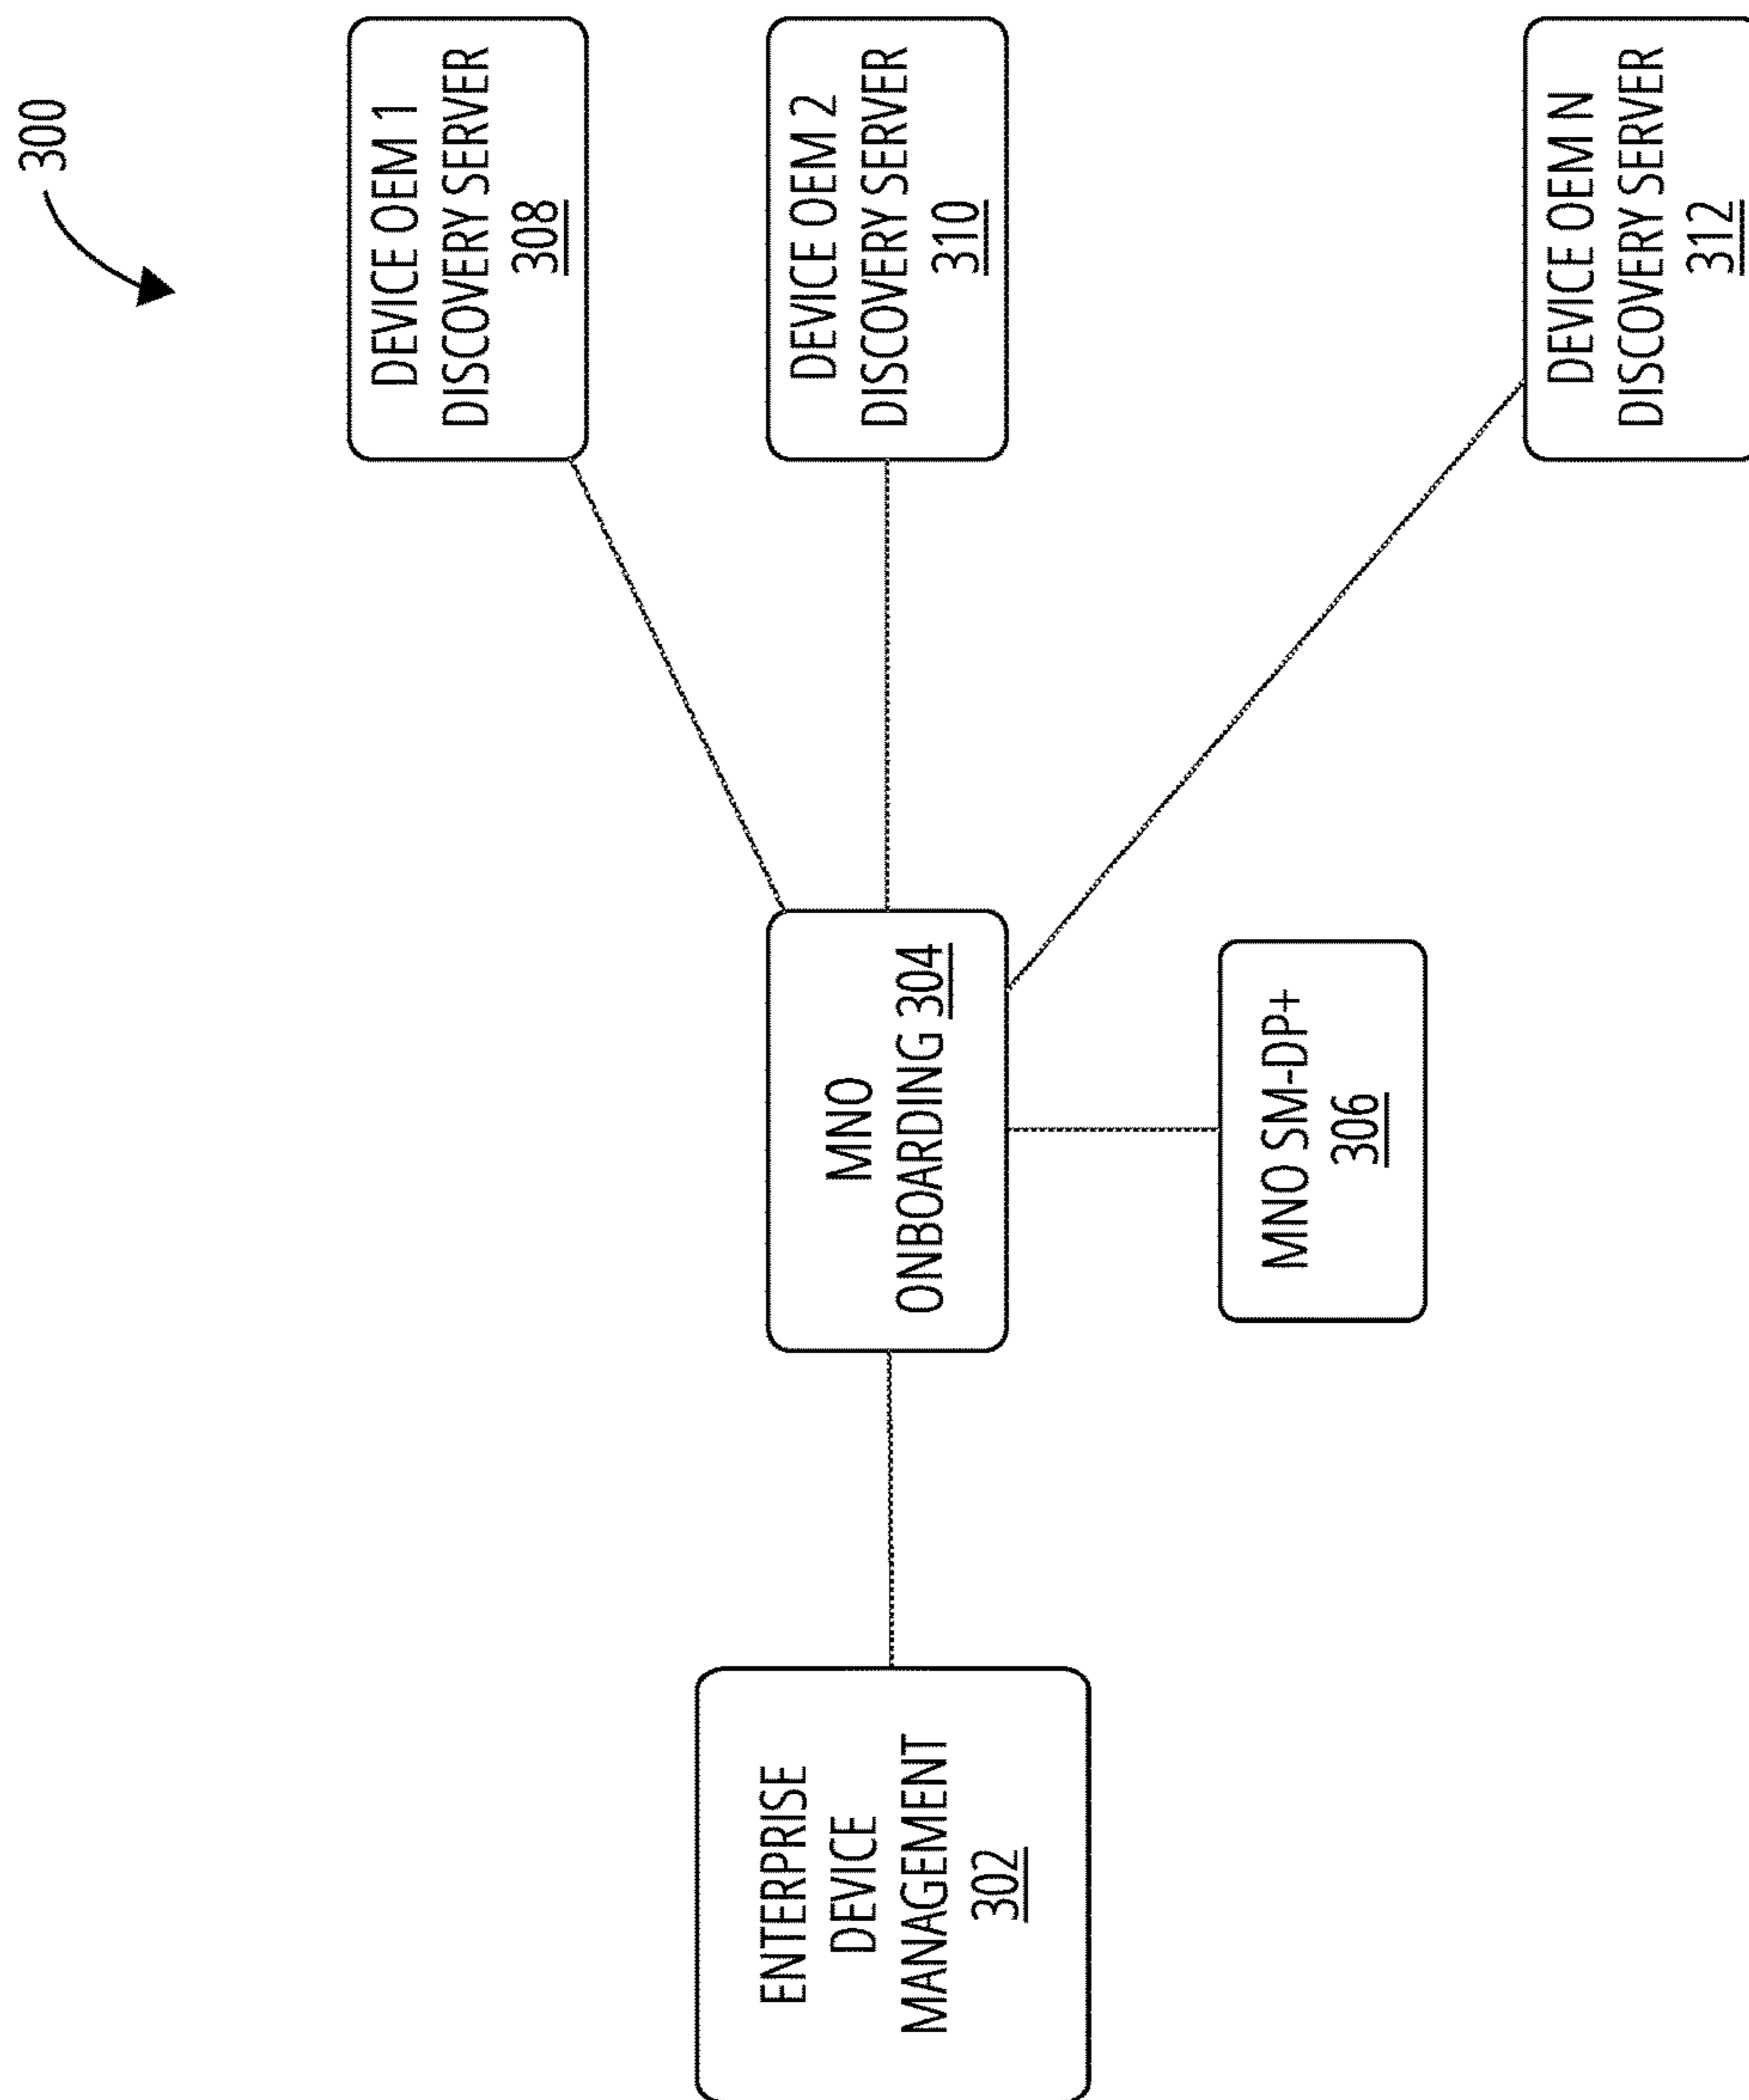 300
DEVICE OEM 1
DISCOVERY SERVER
308
DEVICE OEM 2
DISCOVERY SERVER
310
DEVICE OEM N
DISCOVERY SERVER
312
MNO
ONBOARDING 304
MNO SM-DP+
306
ENTERPRISE
DEVICE
MANAGEMENT
302